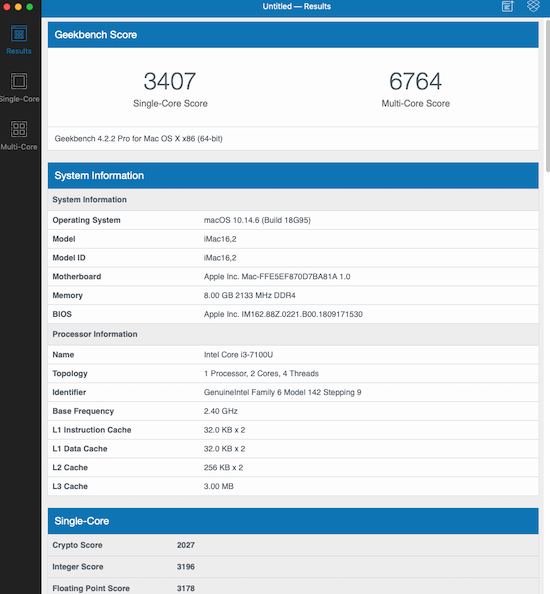 Untitled — Results
Results
Single-Core
Multi-Core
Geekbench Score
3407 6764
Single-Core Score Multi-Core Score
Geekbench 4.2.2 Pro for Mac OS X x86 (64-bit)
System Information
System Information
Operating System macOS 10.14.6 (Build 18G95)
Model iMac16,2
Model ID iMac16,2
Motherboard Apple Inc. Mac-FFE5EF870D7BA81A 1.0
Memory 8.00 GB 2133 MHz DDR4
BIOS Apple Inc. IM162.88Z.0221.B00.1809171530
Processor Information
Name Intel Core i3-7100U
Topology 1 Processor, 2 Cores, 4 Threads
Identifier GenuineIntel Family 6 Model 142 Stepping 9
Base Frequency 2.40 GHz
L1 Instruction Cache 32.0 KB x 2
L1 Data Cache 32.0 KB x 2
L2 Cache 256 KB x 2
L3 Cache 3.00 MB
Single-Core
Crypto Score 2027
Integer Score 3196
Floating Point Score 3178